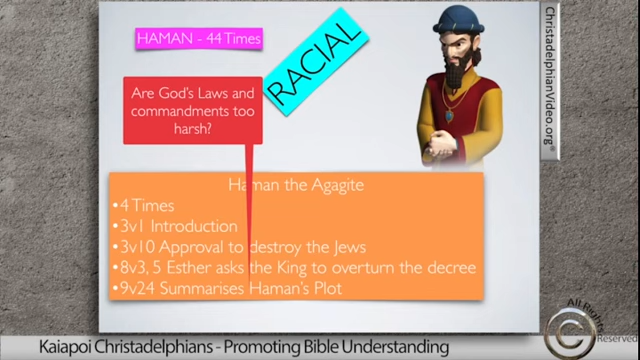 HAMAN - 44 Times
RACIAL
Are God's Laws and
commandments too
harsh?
Haman the Agagite
•4 Times
•3v1 Introduction
•3v10 Approval to destroy the Jews
•8v3, 5 Esther asks the King to overturn the decree
•9v24 Summarises Haman's Plot
ChristadelphianVideo.org®
All Rights
Reserved
Kaiapoi Christadelphians - Promoting Bible Understanding